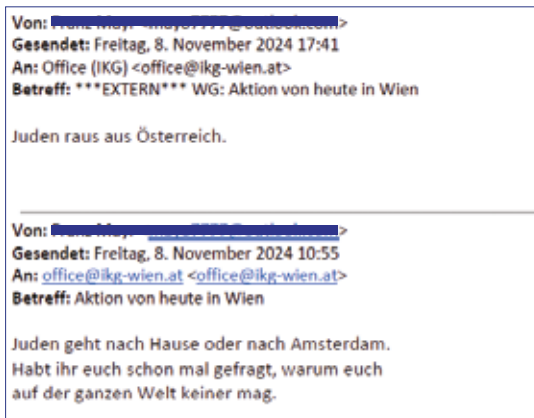 Von:
Gesendet: Freitag, 8. November 2024 17:41
An: Office (IKG) <office@ikg-wien.at>
Betreff: ***EXTERN*** WG: Aktion von heute in Wien
Juden raus aus Österreich.
Von:
Gesendet: Freitag, 8. November 2024 10:55
An: office@ikg-wien.at <office@ikg-wien.at>
Betreff: Aktion von heute in Wien
Juden geht nach Hause oder nach Amsterdam.
Habt ihr euch schon mal gefragt, warum euch
auf der ganzen Welt keiner mag.